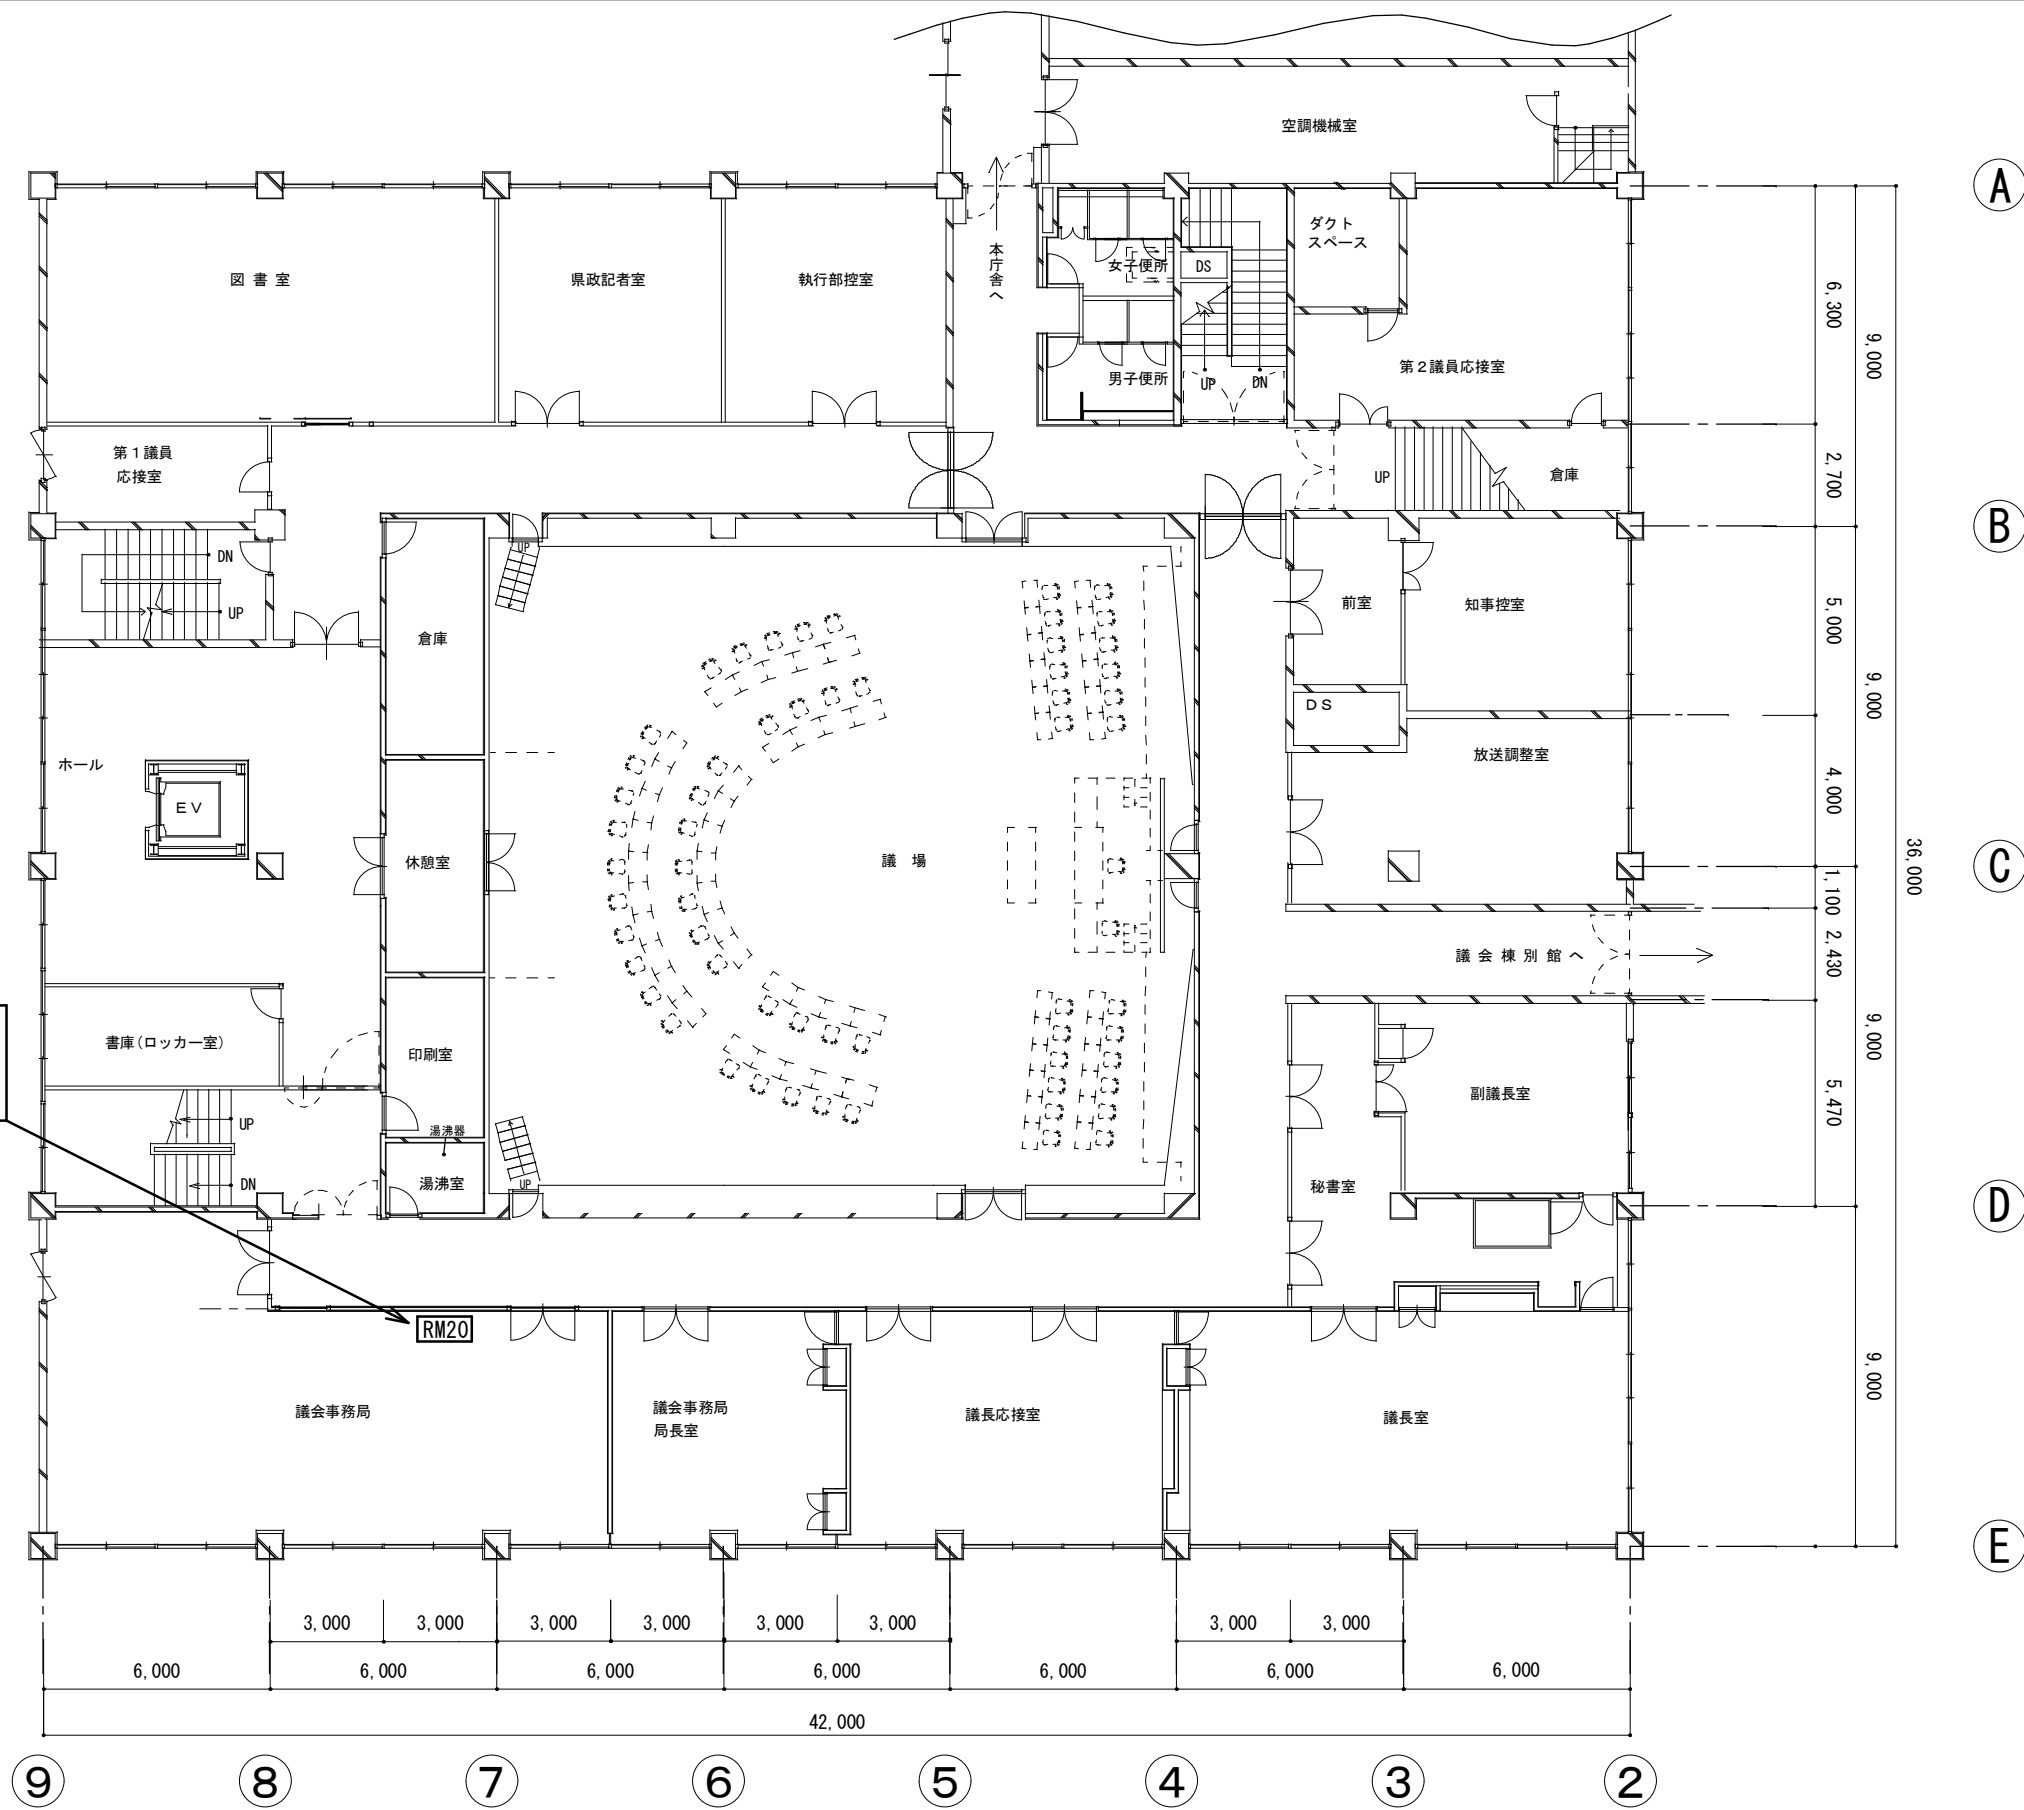 空調機械室
A
ダクト
スペース
本庁舎へ
女子便所
DS
図書室
県政記者室
執行部控室
6,300
9,000
第2議員応接室
男子便所
UP
DN
第1議員
応接室
UP
倉庫
2,700
B
UP
DN
UP
前室
知事控室
5,000
倉庫
9,000
DS
放送調整室
ホール
4,000
EV
休憩室
議場
C
36,000
1,100
2,430
議会棟別館へ
書庫(ロッカー室)
印刷室
9,000
副議長室
5,470
UP
湯沸器
DN
湯沸室
UP
秘書室
D
RM20
9,000
議会事務局
議会事務局
局長室
議長応接室
議長室
E
3,000 3,000 3,000 3,000 3,000 3,000 3,000 3,000
6,000 6,000 6,000 6,000 6,000 6,000 6,000
42,000
9 8 7 6 5 4 3 2